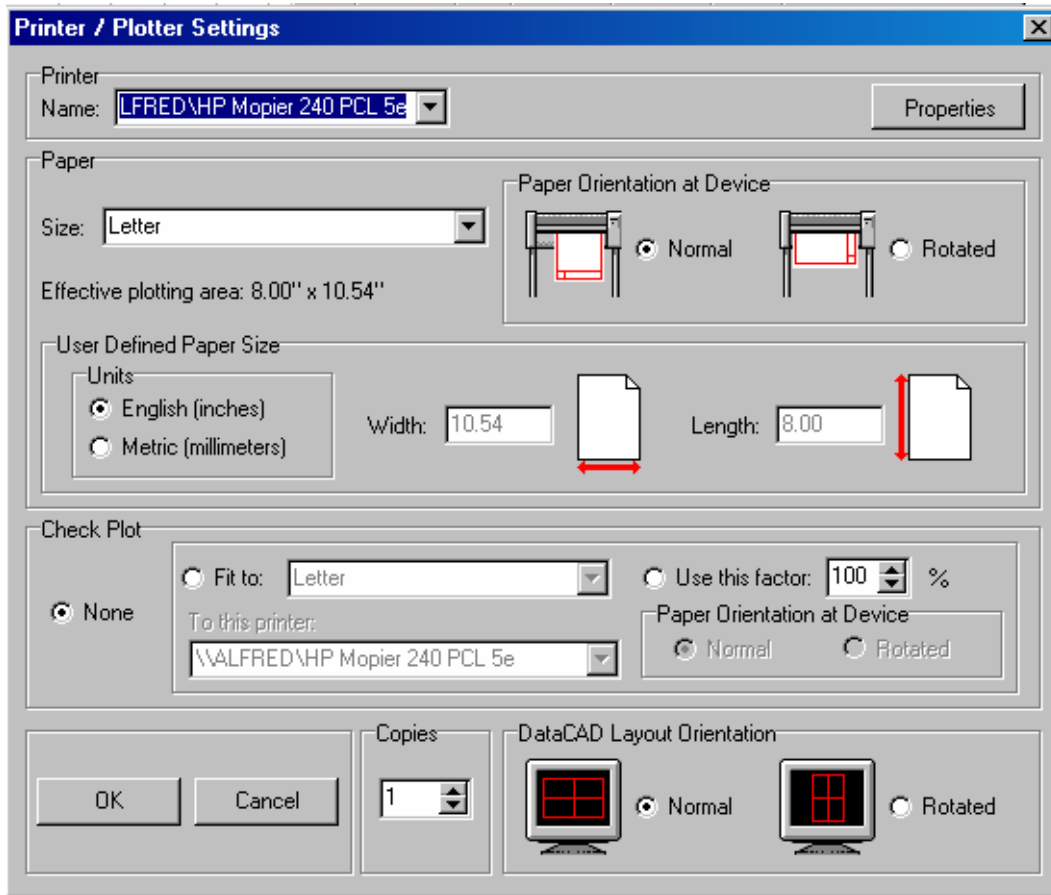 Printer / Plotter Settings
Printer
Name: LFRED\HP Mopier 240 PCL 5e
Properties
Paper
Size: Letter
Effective plotting area: 8.00" x 10.54"
Paper Orientation at Device
Normal
Rotated
User Defined Paper Size
Units
English (inches)
Metric (millimeters)
Width: 10.54
Length: 8.00
Check Plot
None
Fit to: Letter
To this printer:
\\ALFRED\HP Mopier 240 PCL 5e
Use this factor: 100 %
Paper Orientation at Device
Normal
Rotated
OK
Cancel
Copies
1
DataCAD Layout Orientation
Normal
Rotated